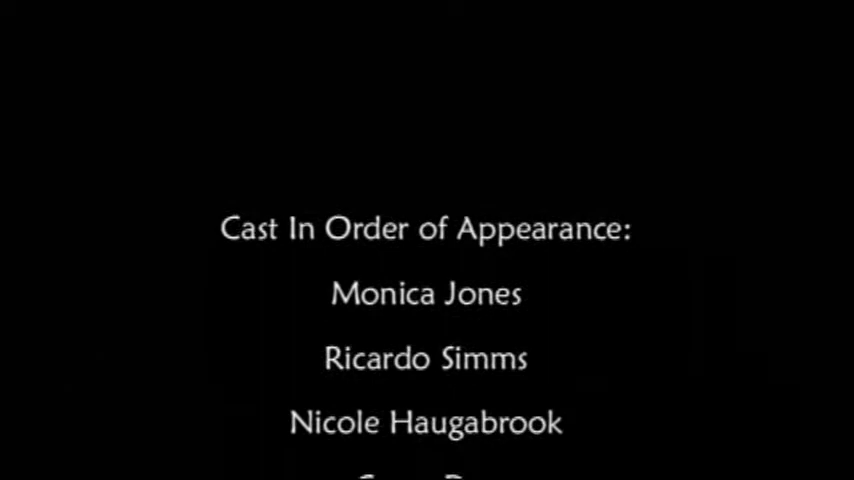 Cast In Order of Appearance:
Monica Jones
Ricardo Simms
Nicole Haugabrook